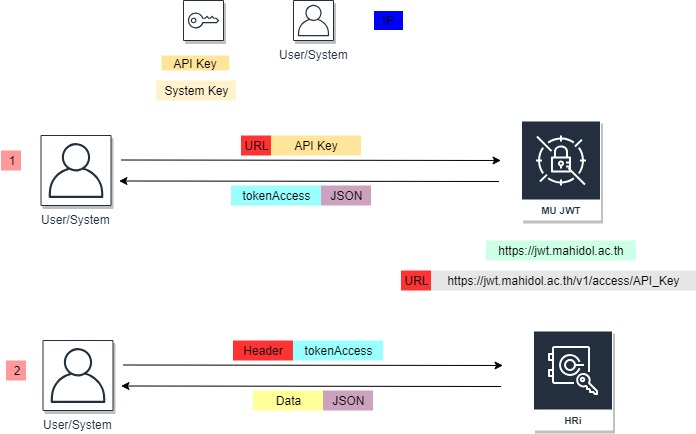 User/System
IP
API Key
System Key
1
URL API Key
tokenAccess JSON
User/System
MU JWT
https://jwt.mahidol.ac.th
URL https://jwt.mahidol.ac.th/v1/access/API_Key
2
Header tokenAccess
Data JSON
User/System
HRi